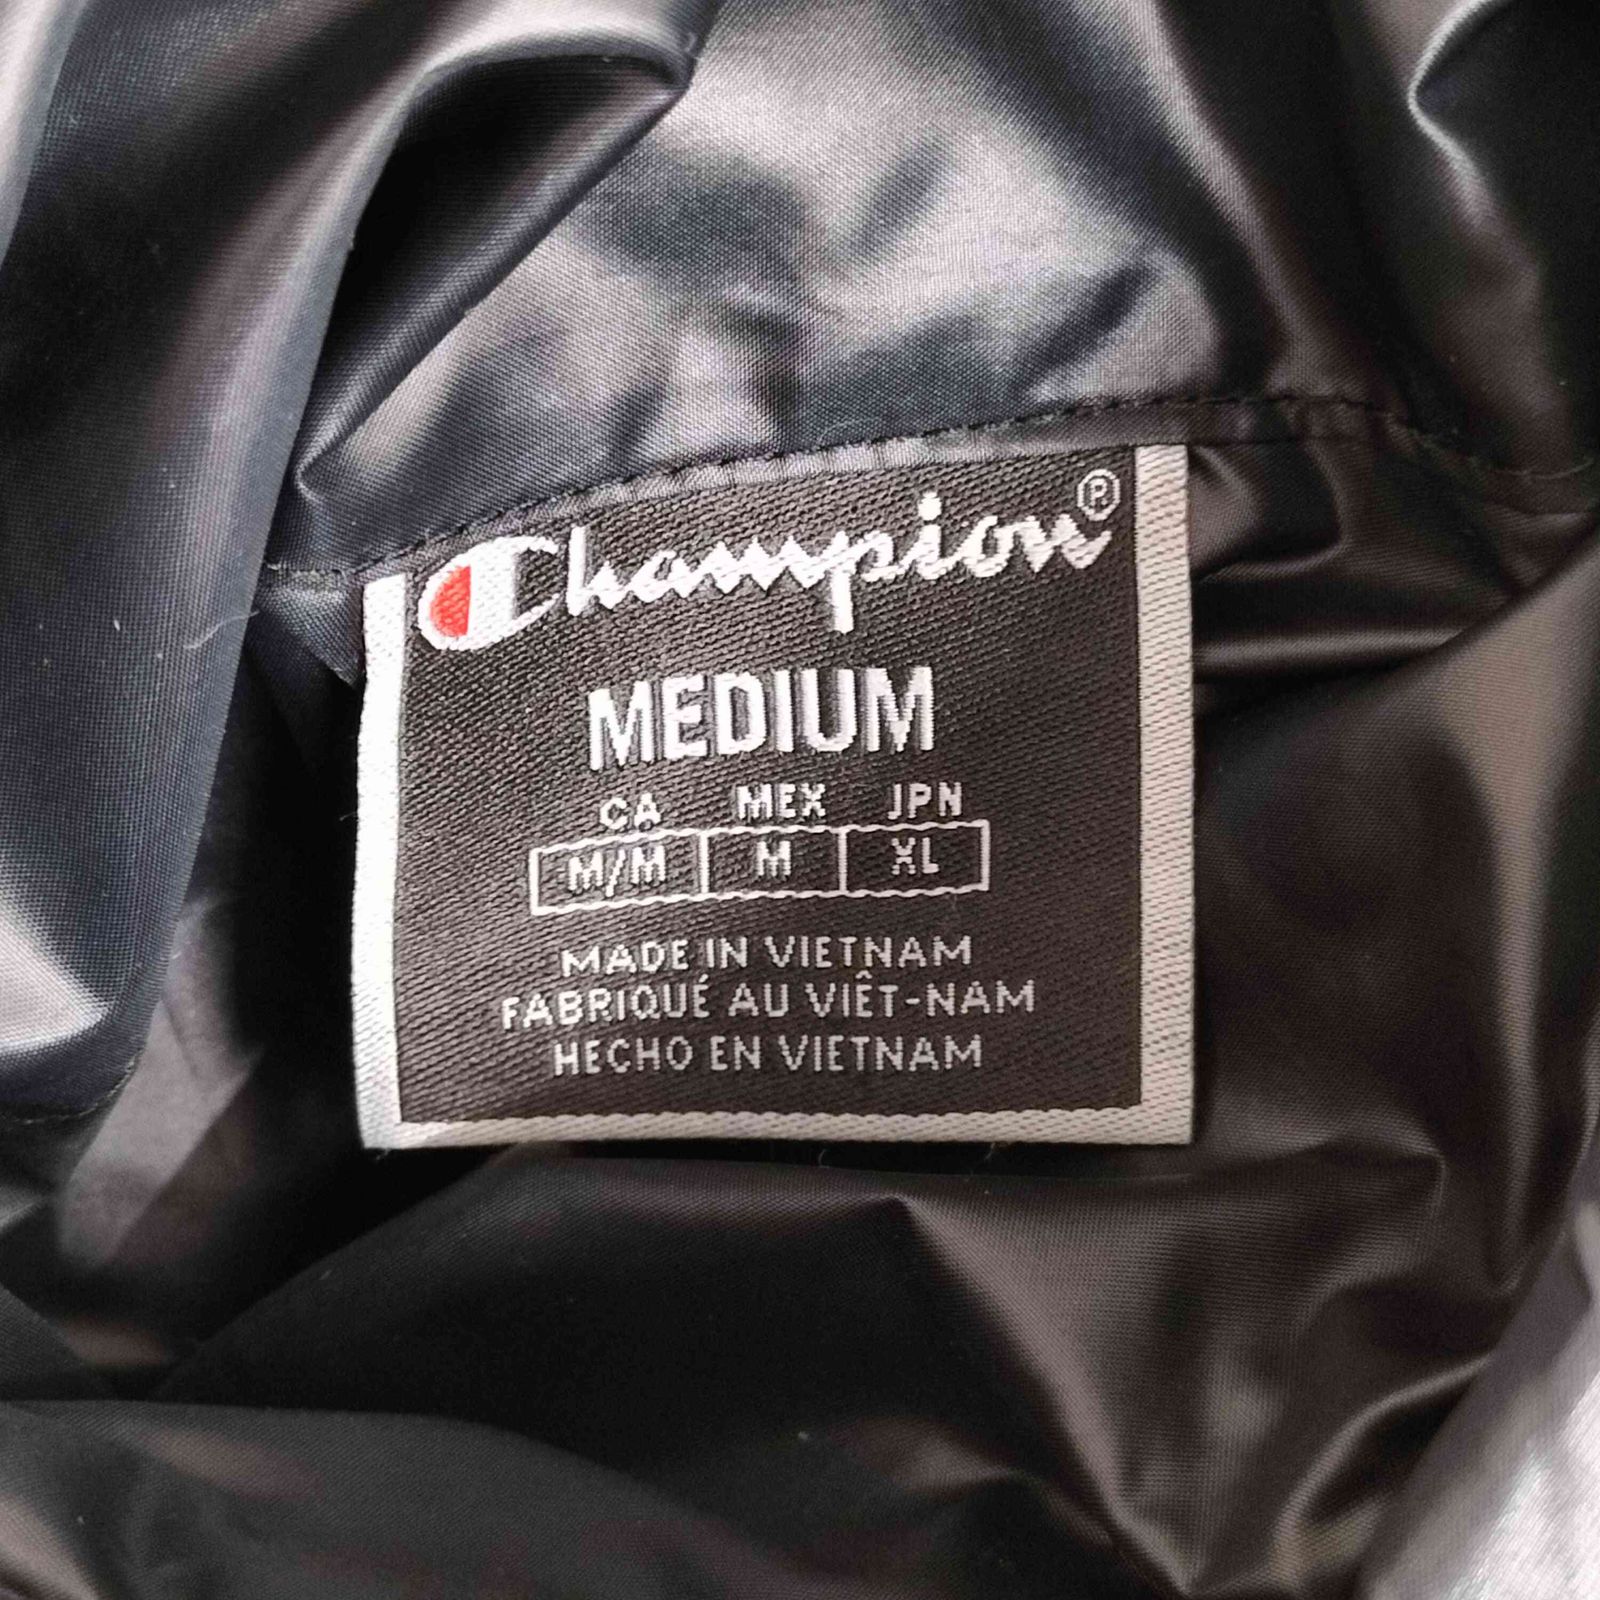 Champion®
MEDIUM
CA MEX JPN
M/M M XL
MADE IN VIETNAM
FABRIQUÉ AU VIÊT-NAM
HECHO EN VIETNAM